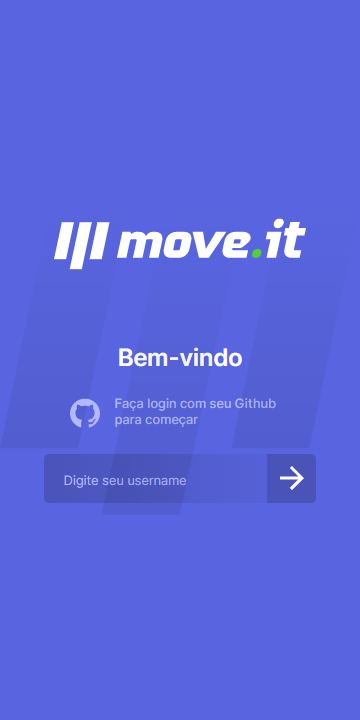 move.it
Bem-vindo
Faça login com seu Github
para começar
Digite seu username